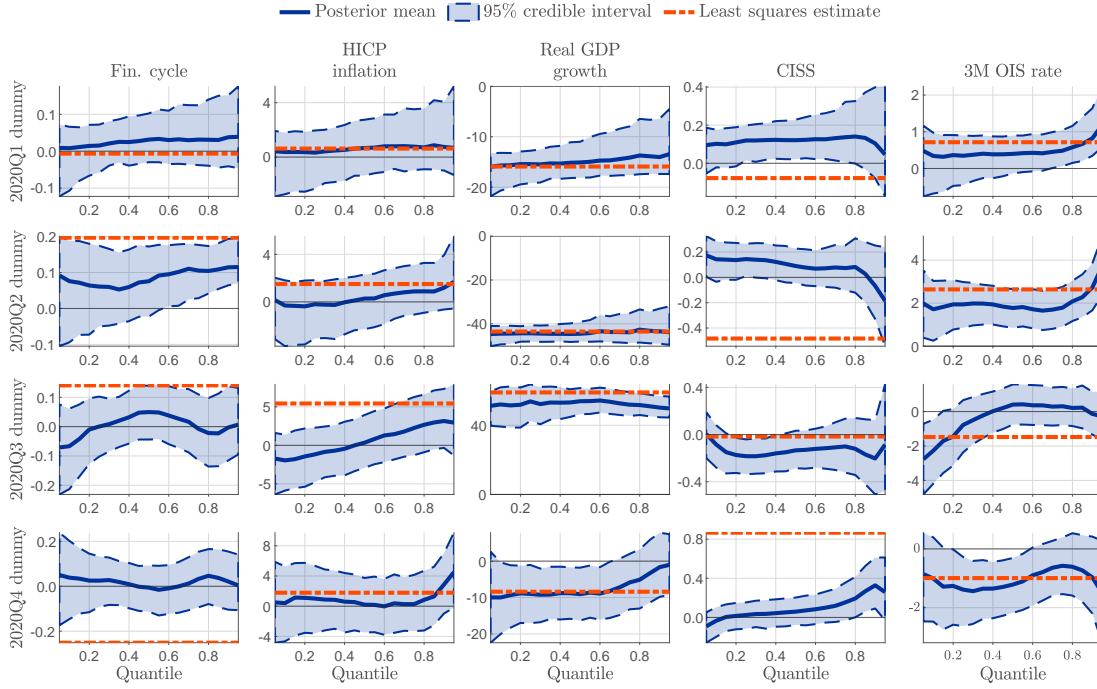 Posterior mean 95% credible interval Least squares estimate
Fin. cycle
HICP
inflation
Real GDP
growth
CISS
3M OIS rate
2020Q1 dummy
0.1
0.0
-0.1
0.2 0.4 0.6 0.8
4
2
0
0.2 0.4 0.6 0.8
0
-10
-15
-20
0.2 0.4 0.6 0.8
0.4
0.2
0.0
0.2 0.4 0.6 0.8
2
1
0
0.2 0.4 0.6 0.8
2020Q2 dummy
0.2
0.1
0.0
-0.1
0.2 0.4 0.6 0.8
4
0
0.2 0.4 0.6 0.8
0
-20
-40
0.2 0.4 0.6 0.8
0.2
0.0
-0.2
-0.4
0.2 0.4 0.6 0.8
4
2
0
0.2 0.4 0.6 0.8
2020Q3 dummy
0.1
0.0
-0.1
-0.2
0.2 0.4 0.6 0.8
5
0
-5
0.2 0.4 0.6 0.8
40
0
0.2 0.4 0.6 0.8
0.4
0.0
-0.4
0.2 0.4 0.6 0.8
0
-2
-4
0.2 0.4 0.6 0.8
2020Q4 dummy
0.2
0.0
-0.2
0.2 0.4 0.6 0.8
Quantile
8
4
0
-4
0.2 0.4 0.6 0.8
Quantile
0
-10
-20
0.2 0.4 0.6 0.8
Quantile
0.8
0.4
0.0
0.2 0.4 0.6 0.8
Quantile
0
-2
0.2 0.4 0.6 0.8
Quantile